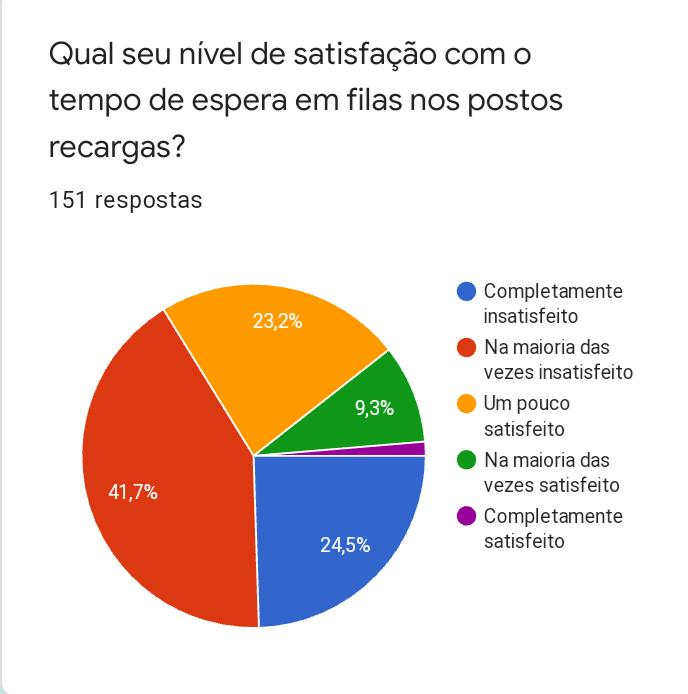 Qual seu nível de satisfação com o
tempo de espera em filas nos postos
recargas?
151 respostas
Completamente
insatisfeito
Na maioria das
vezes insatisfeito
Um pouco
satisfeito
Na maioria das
vezes satisfeito
Completamente
satisfeito
23,2%
9,3%
41,7%
24,5%